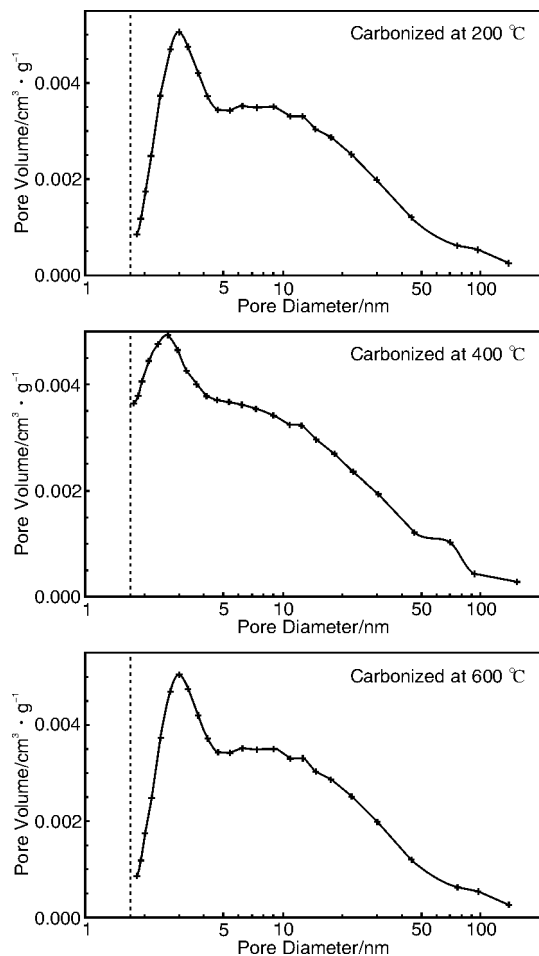 Carbonized at 200 ℃
Pore Volume/cm³・g⁻¹
0.004
0.002
0.000
1 5 10 50 100
Pore Diameter/nm
Carbonized at 400 ℃
Pore Volume/cm³・g⁻¹
0.004
0.002
0.000
1 5 10 50 100
Pore Diameter/nm
Carbonized at 600 ℃
Pore Volume/cm³・g⁻¹
0.004
0.002
0.000
1 5 10 50 100
Pore Diameter/nm